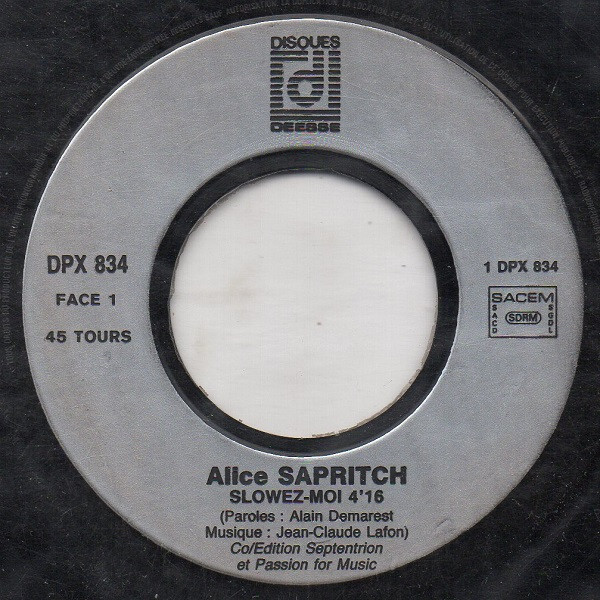 DISQUES
d
DEESSE
DPX 834
FACE 1
45 TOURS
1 DPX 834
SACEM
SACD
SDRM
SGDL
Alice SAPRITCH
SLOWEZ-MOI 4'16
(Paroles : Alain Demarest
Musique : Jean-Claude Lafon)
Co/Edition Septentrion
et Passion for Music